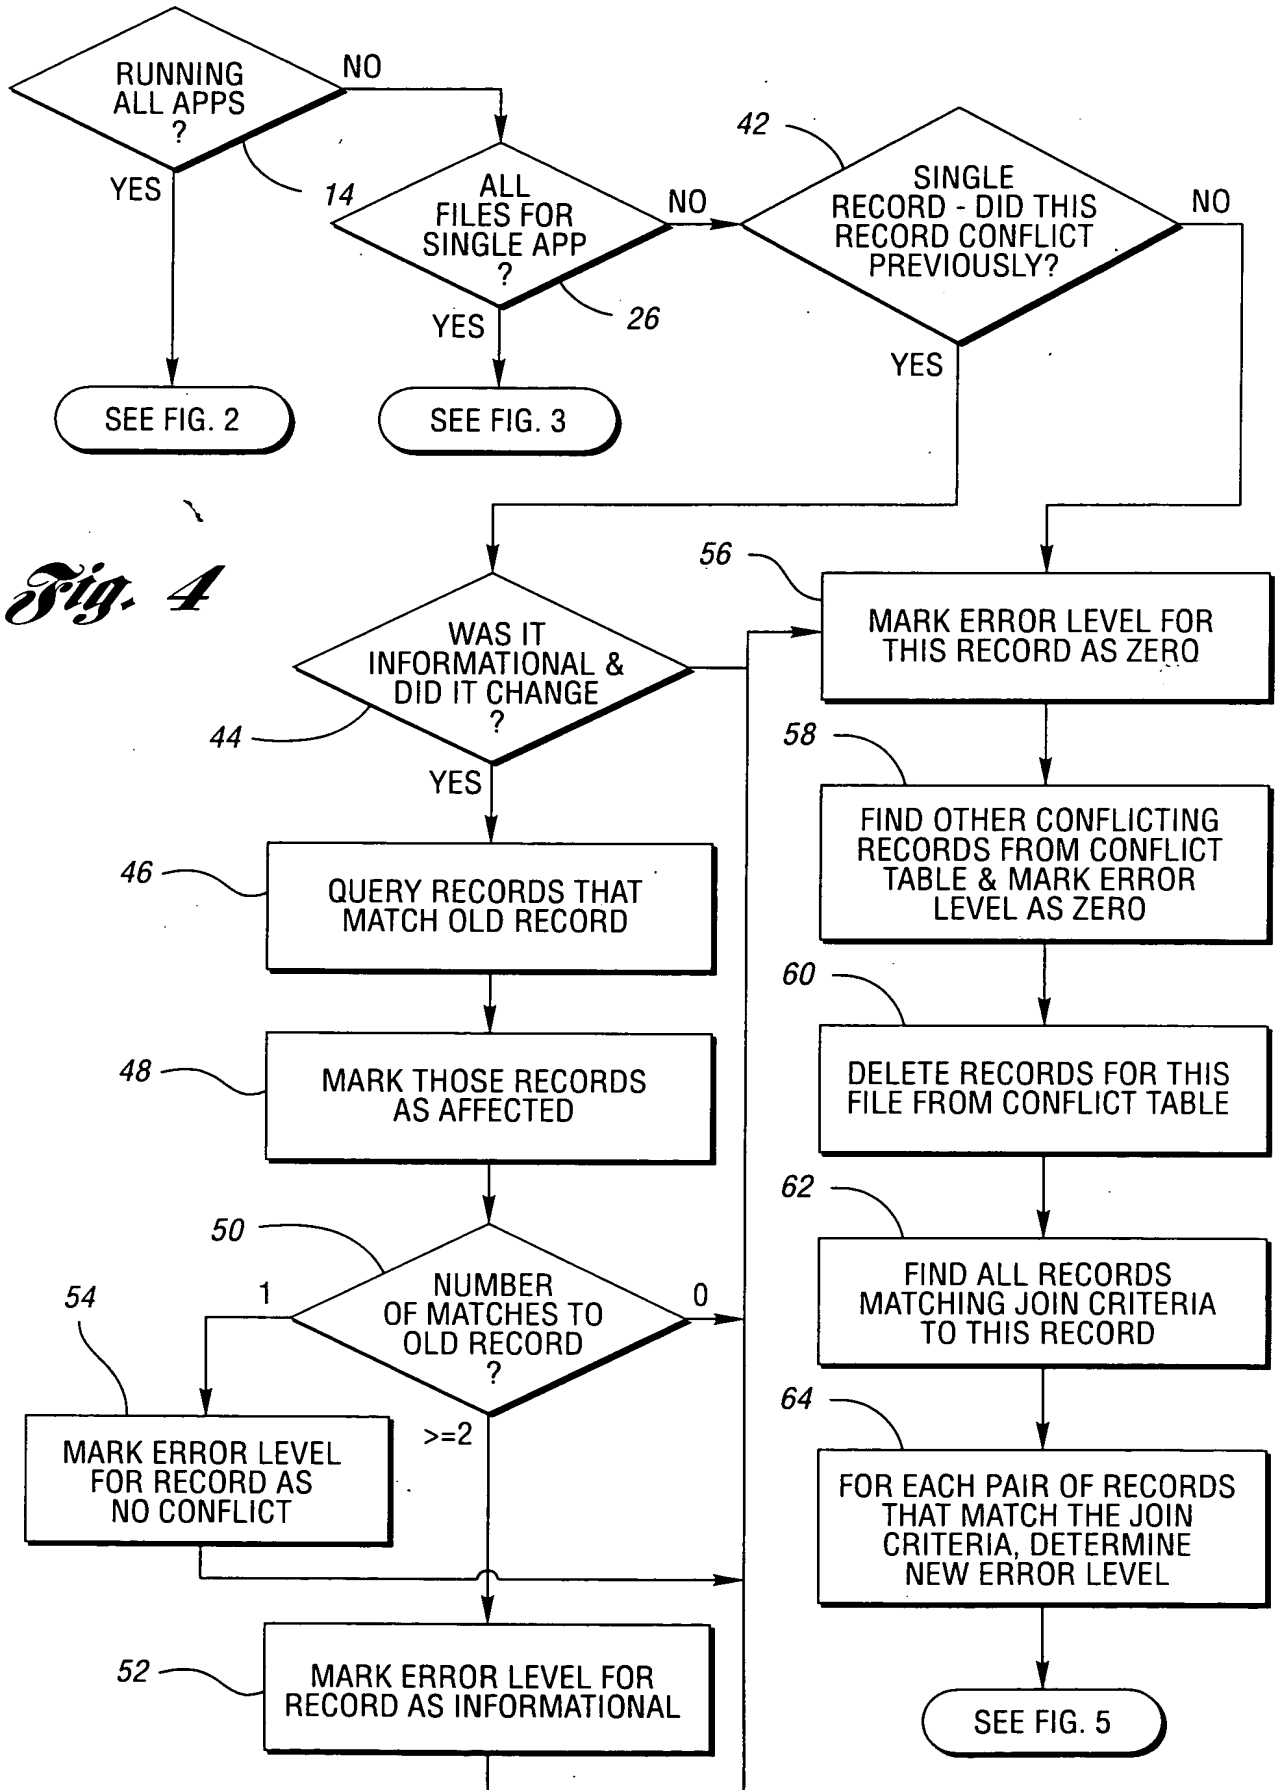 RUNNING
ALL APPS
?
NO
YES
14
SEE FIG. 2
ALL
FILES FOR
SINGLE APP
?
NO
YES
26
SEE FIG. 3
42
SINGLE
RECORD - DID THIS
RECORD CONFLICT
PREVIOUSLY?
NO
YES
Fig. 4
WAS IT
INFORMATIONAL &
DID IT CHANGE
?
44
YES
46
QUERY RECORDS THAT
MATCH OLD RECORD
48
MARK THOSE RECORDS
AS AFFECTED
50
NUMBER
OF MATCHES TO
OLD RECORD
?
1
0
>=2
54
MARK ERROR LEVEL
FOR RECORD AS
NO CONFLICT
52
MARK ERROR LEVEL FOR
RECORD AS INFORMATIONAL
56
MARK ERROR LEVEL FOR
THIS RECORD AS ZERO
58
FIND OTHER CONFLICTING
RECORDS FROM CONFLICT
TABLE & MARK ERROR
LEVEL AS ZERO
60
DELETE RECORDS FOR THIS
FILE FROM CONFLICT TABLE
62
FIND ALL RECORDS
MATCHING JOIN CRITERIA
TO THIS RECORD
64
FOR EACH PAIR OF RECORDS
THAT MATCH THE JOIN
CRITERIA, DETERMINE
NEW ERROR LEVEL
SEE FIG. 5